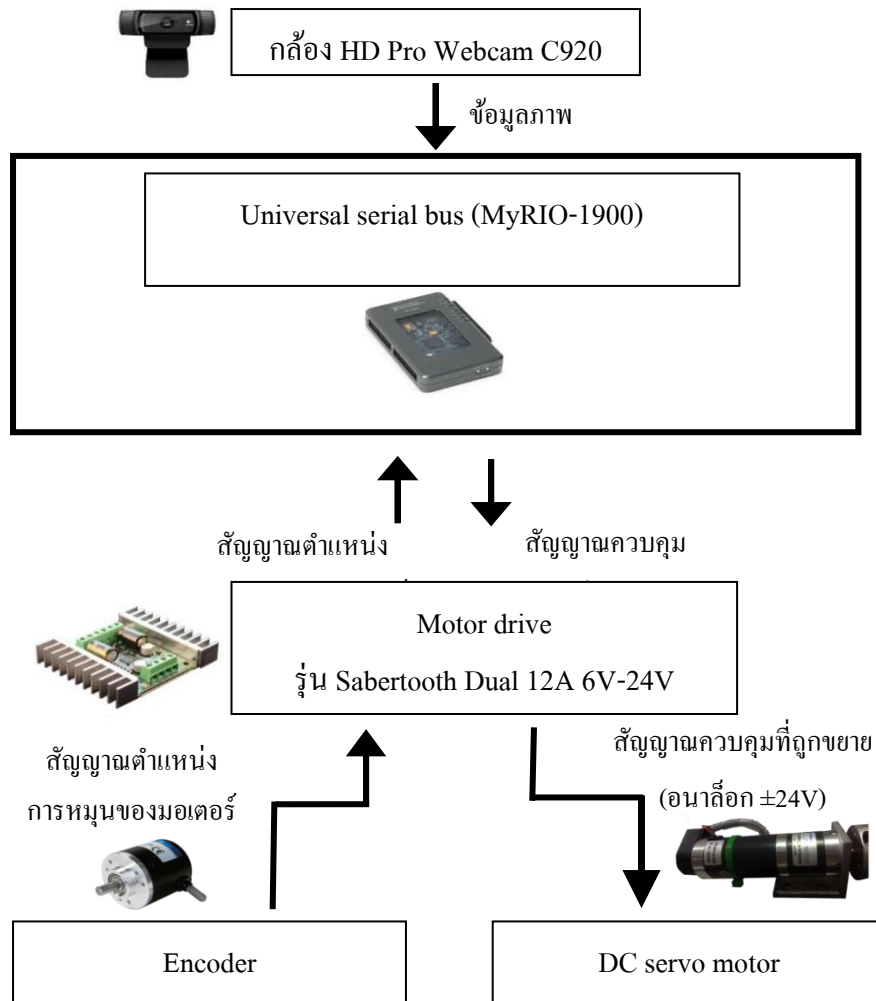 กล้อง HD Pro Webcam C920
ข้อมูลภาพ
Universal serial bus (MyRIO-1900)
สัญญาณตำแหน่ง
สัญญาณควบคุม
Motor drive
รุ่น Sabertooth Dual 12A 6V-24V
สัญญาณตำแหน่ง
การหมุนของมอเตอร์
สัญญาณควบคุมที่ถูกขยาย
(อนาล็อก ±24V)
Encoder
DC servo motor